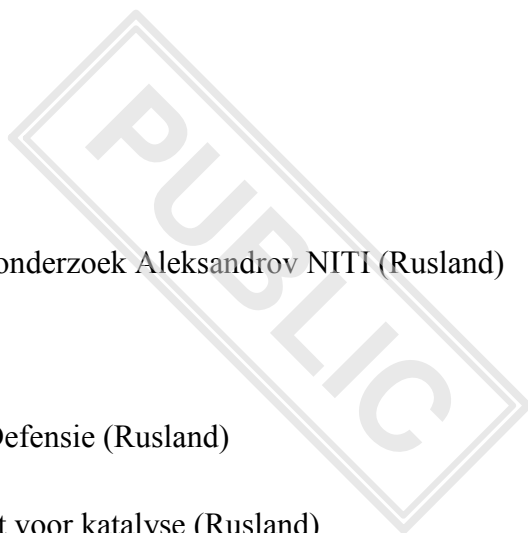 onderzoek Aleksandrov NITI (Rusland)
PUBLIC
Defensie (Rusland)
t voor katalyse (Rusland)